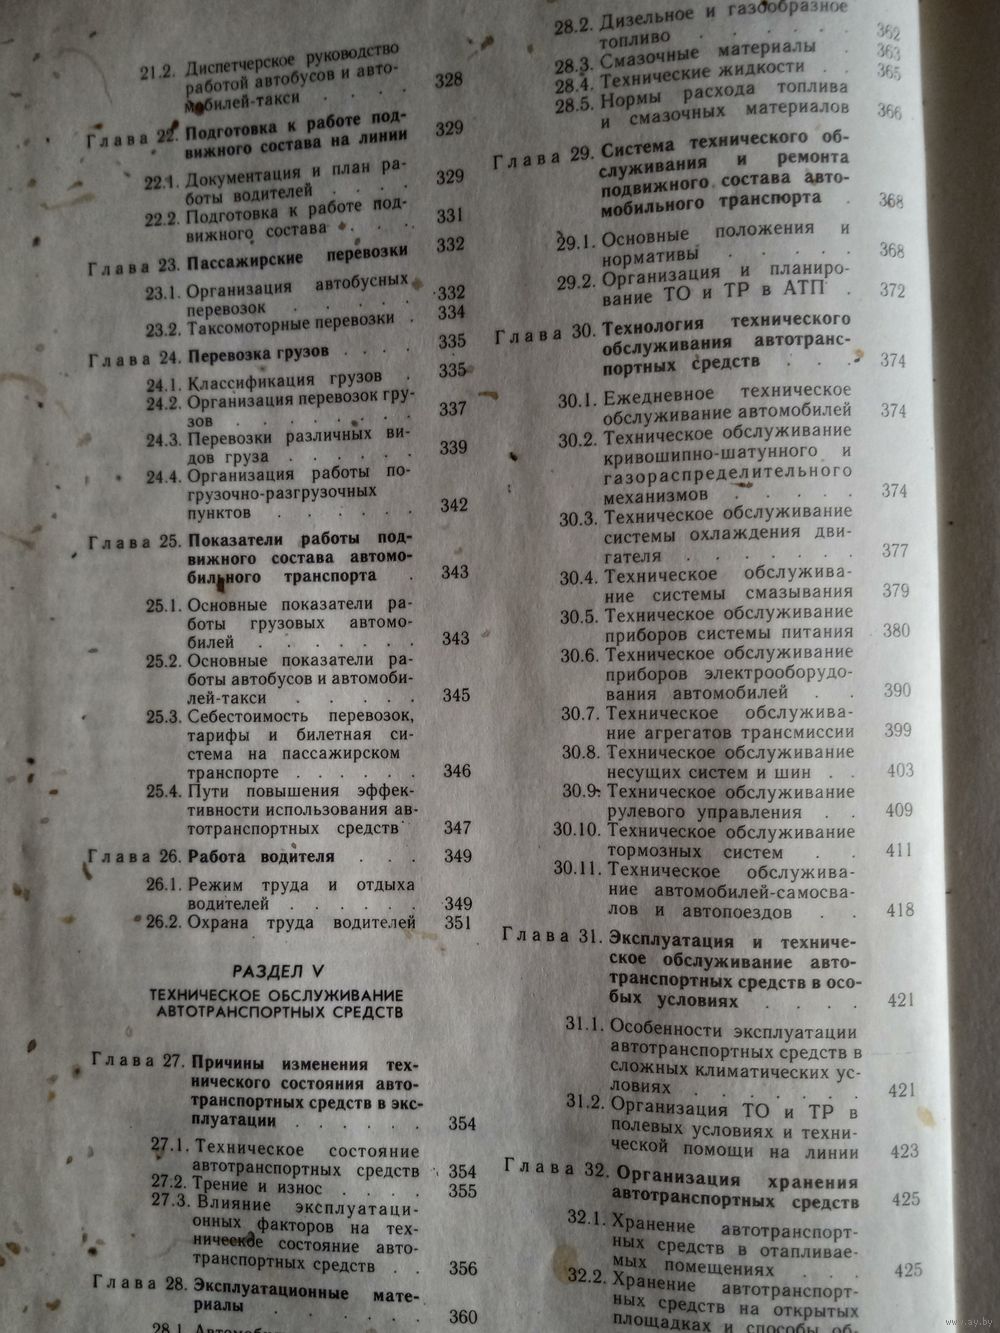 21.2. Диспетчерское руководство
работой автобусов и авто-
мобилей-такси . . . . 328
Глава 22. Подготовка к работе под-
вижного состава на линии 329
22.1. Документация и план ра-
боты водителей . . . . 329
22.2. Подготовка к работе под-
вижного состава . . . 331
Глава 23. Пассажирские перевозки 332
23.1. Организация автобусных
перевозок . . . . . . 332
23.2. Таксомоторные перевозки . 334
Глава 24. Перевозка грузов . . . . 335
24.1. Классификация грузов . 335
24.2. Организация перевозок гру-
зов . . . . . . . 337
24.3. Перевозки различных ви-
дов груза . . . . . . 339
24.4. Организация работы по-
грузочно-разгрузочных
пунктов . . . . . . 342
Глава 25. Показатели работы под-
вижного состава автомо-
бильного транспорта . 343
25.1. Основные показатели ра-
боты грузовых автомо-
билей . . . . . . . 343
25.2. Основные показатели ра-
боты автобусов и автомоби-
лей-такси . . . . . 345
25.3. Себестоимость перевозок,
тарифы и билетная си-
стема на пассажирском
транспорте . . . . . . 346
25.4. Пути повышения эффек-
тивности использования ав-
тотранспортных средств 347
Глава 26. Работа водителя . . . 349
26.1. Режим труда и отдыха
водителей . . . . . . 349
26.2. Охрана труда водителей 351
РАЗДЕЛ V
ТЕХНИЧЕСКОЕ ОБСЛУЖИВАНИЕ
АВТОТРАНСПОРТНЫХ СРЕДСТВ
Глава 27. Причины изменения тех-
нического состояния авто-
транспортных средств в экс-
плуатации . . . . . . 354
27.1. Техническое состояние
автотранспортных средств . 354
27.2. Трение и износ . . . . 355
27.3. Влияние эксплуатаци-
онных факторов на тех-
ническое состояние авто-
транспортных средств . . 356
Глава 28. Эксплуатационные мате-
риалы . . . . . . 360
28.1.
28.2. Дизельное и газообразное
топливо . . . . . . 362
28.3. Смазочные материалы . 363
28.4. Технические жидкости . . 365
28.5. Нормы расхода топлива
и смазочных материалов 366
Глава 29. Система технического об-
служивания и ремонта
подвижного состава авто-
мобильного транспорта . 368
29.1. Основные положения и
нормативы . . . . . 368
29.2. Организация и планиро-
вание ТО и ТР в АТП . 372
Глава 30. Технология технического
обслуживания автотранс-
портных средств . . . 374
30.1. Ежедневное техническое
обслуживание автомобилей 374
30.2. Техническое обслуживание
кривошипно-шатунного и
газораспределительного
механизмов . . . . . 374
30.3. Техническое обслуживание
системы охлаждения дви-
гателя . . . . . . . 377
30.4. Техническое обслужива-
ние системы смазывания 379
30.5. Техническое обслуживание
приборов системы питания 380
30.6. Техническое обслуживание
приборов электрооборудо-
вания автомобилей . . 390
30.7. Техническое обслужива-
ние агрегатов трансмиссии 399
30.8. Техническое обслуживание
несущих систем и шин . . 403
30.9. Техническое обслуживание
рулевого управления . . 409
30.10. Техническое обслуживание
тормозных систем . . 411
30.11. Техническое обслужива-
ние автомобилей-самосва-
лов и автопоездов . . 418
Глава 31. Эксплуатация и техниче-
ское обслуживание авто-
транспортных средств в осо-
бых условиях . . . . 421
31.1. Особенности эксплуатации
автотранспортных средств в
сложных климатических ус-
ловиях . . . . . . . 421
31.2. Организация ТО и ТР в
полевых условиях и техни-
ческой помощи на линии 423
Глава 32. Организация хранения
автотранспортных средств 425
32.1. Хранение автотранспорт-
ных средств в отапливае-
мых помещениях . . . 425
32.2. Хранение автотранспорт-
ных средств на открытых
площадках и способы об-
www.ay.by